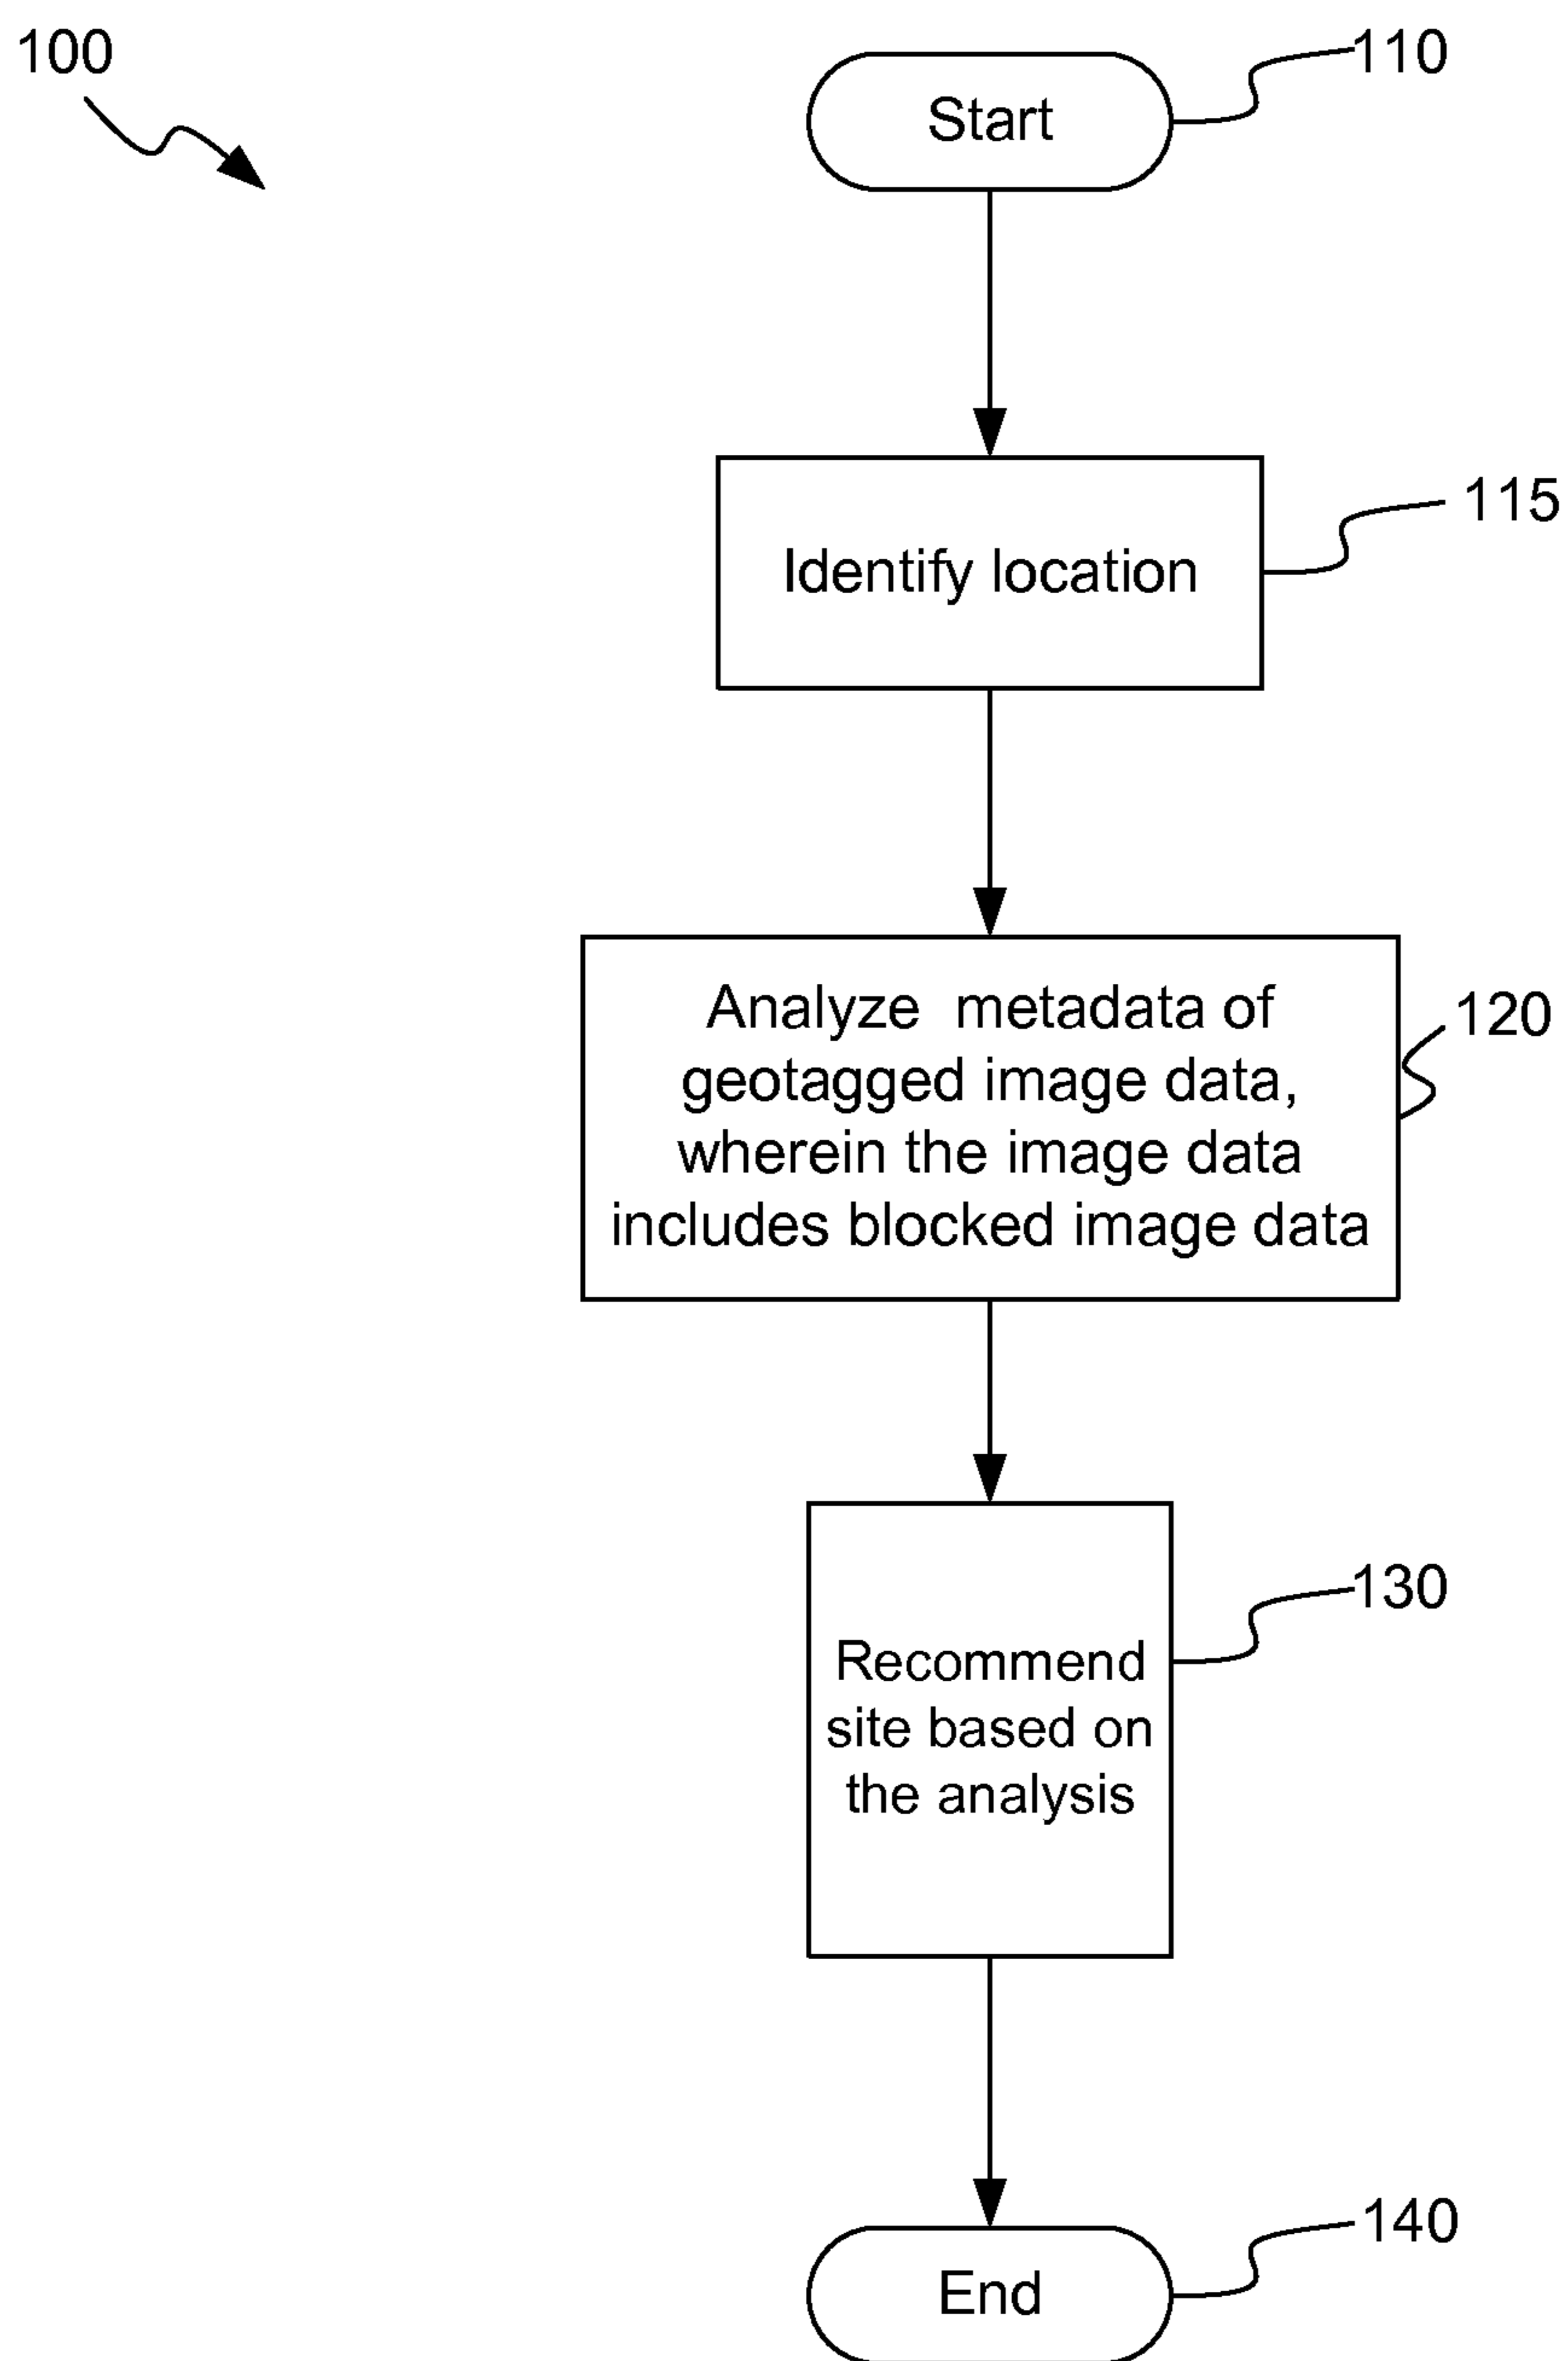 100
Start
110
Identify location
115
Analyze metadata of
geotagged image data,
wherein the image data
includes blocked image data
120
Recommend
site based on
the analysis
130
End
140